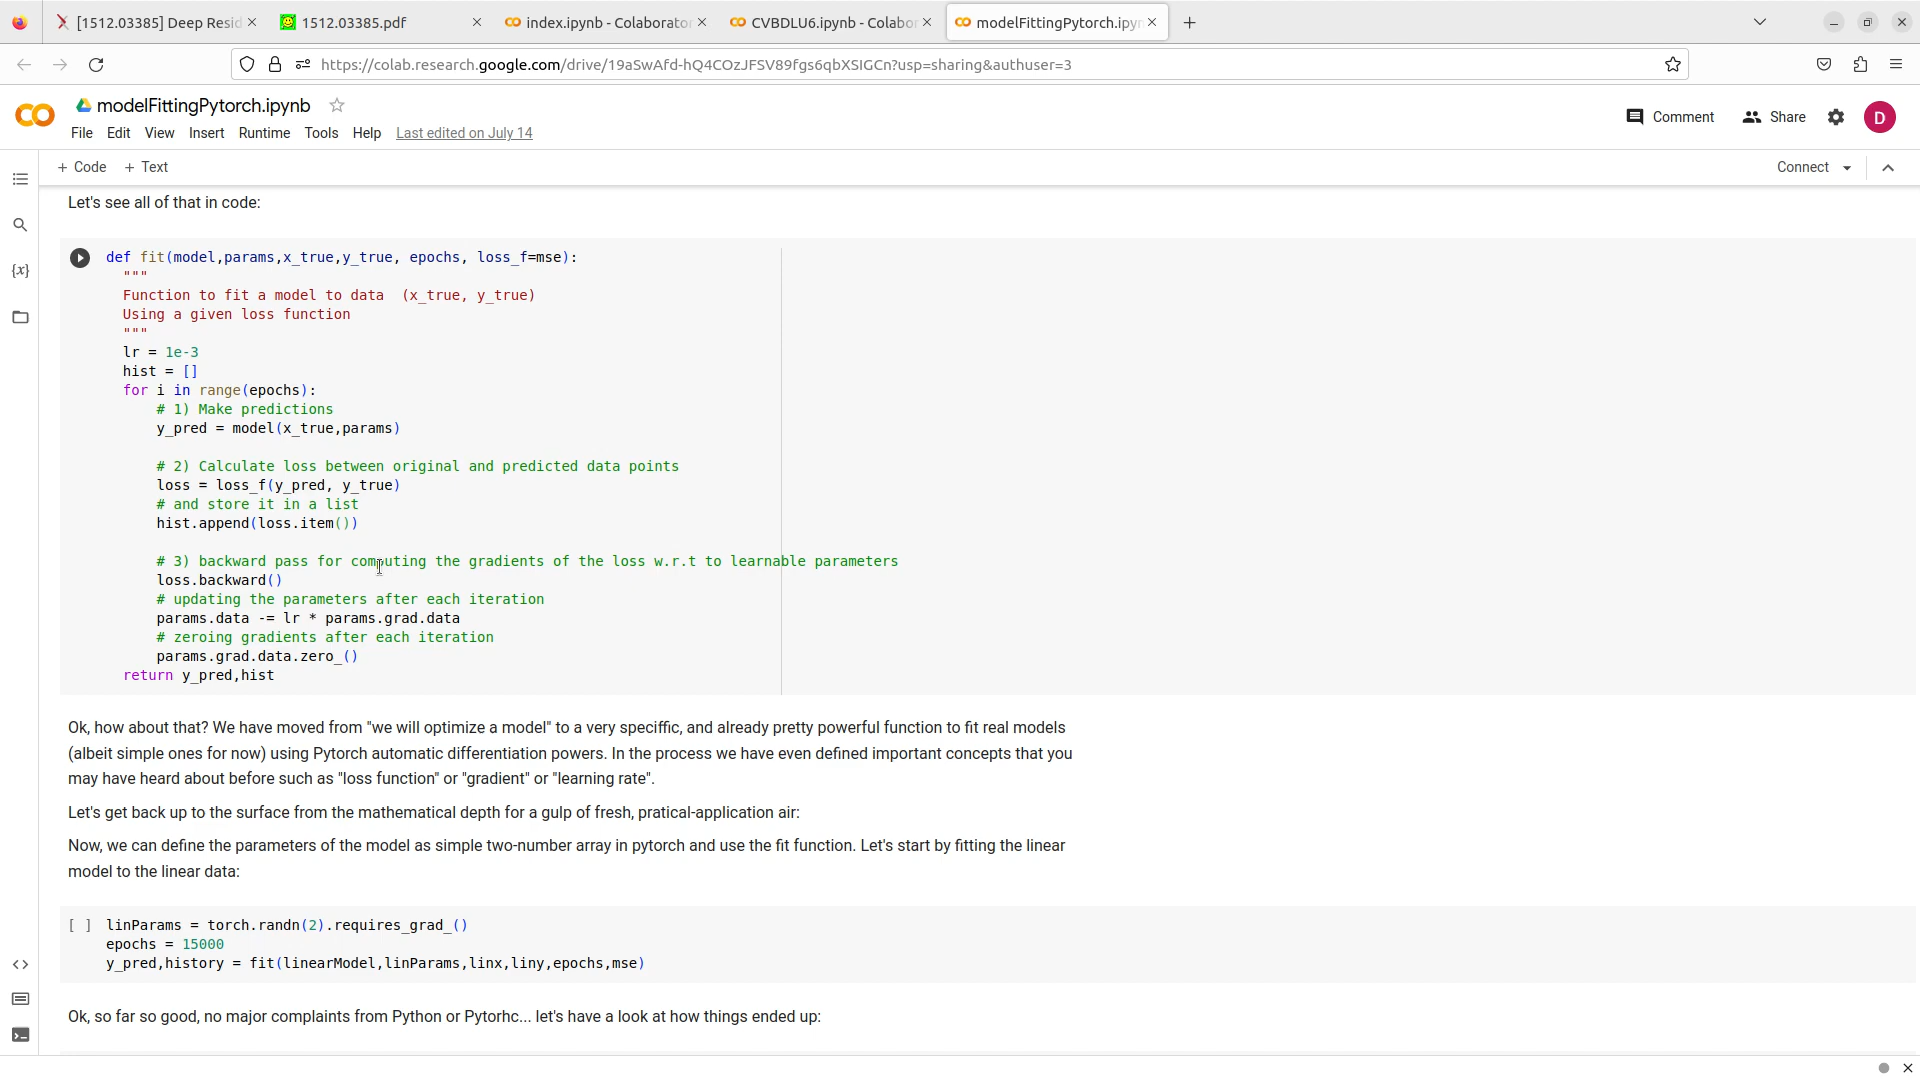 [1512.03385] Deep Resid
1512.03385.pdf
index.ipynb - Colaborator
CVBDLU6.ipynb - Colabor
modelFittingPytorch.ipyn
https://colab.research.google.com/drive/19aSwAfd-hQ4COzJFSV89fgs6qbXSIGCn?usp=sharing&authuser=3
modelFittingPytorch.ipynb
Comment
Share
D
File Edit View Insert Runtime Tools Help Last edited on July 14
+ Code + Text
Connect
Let's see all of that in code:
{x}
def fit(model,params,x_true,y_true, epochs, loss_f=mse):
"""
Function to fit a model to data  (x_true, y_true)
Using a given loss function
"""
lr = 1e-3
hist = []
for i in range(epochs):
# 1) Make predictions
y_pred = model(x_true,params)
# 2) Calculate loss between original and predicted data points
loss = loss_f(y_pred, y_true)
# and store it in a list
hist.append(loss.item())
# 3) backward pass for computing the gradients of the loss w.r.t to learnable parameters
loss.backward()
# updating the parameters after each iteration
params.data -= lr * params.grad.data
# zeroing gradients after each iteration
params.grad.data.zero_()
return y_pred,hist
Ok, how about that? We have moved from "we will optimize a model" to a very speciffic, and already pretty powerful function to fit real models
(albeit simple ones for now) using Pytorch automatic differentiation powers. In the process we have even defined important concepts that you
may have heard about before such as "loss function" or "gradient" or "learning rate".
Let's get back up to the surface from the mathematical depth for a gulp of fresh, pratical-application air:
Now, we can define the parameters of the model as simple two-number array in pytorch and use the fit function. Let's start by fitting the linear
model to the linear data:
[ ] linParams = torch.randn(2).requires_grad_()
epochs = 15000
y_pred,history = fit(linearModel,linParams,linx,liny,epochs,mse)
Ok, so far so good, no major complaints from Python or Pytorhc... let's have a look at how things ended up: